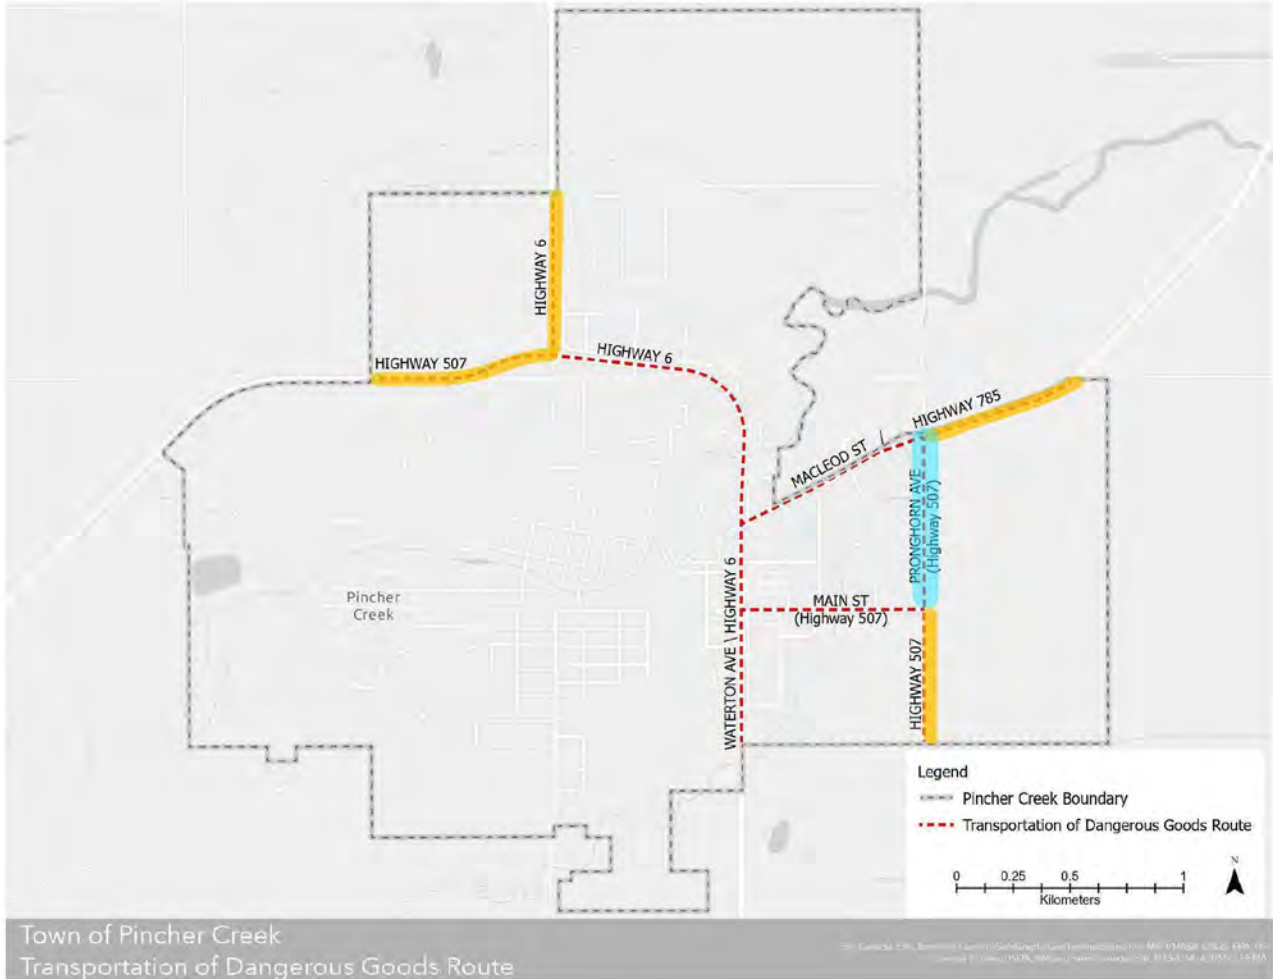 HIGHWAY 6
HIGHWAY 507
HIGHWAY 6
HIGHWAY 785
MACLEOD ST
PRONGHORN AVE
(Highway 507)
WATERTON AVE \ HIGHWAY 6
MAIN ST
(Highway 507)
HIGHWAY 507
Pincher
Creek
Legend
Pincher Creek Boundary
Transportation of Dangerous Goods Route
0 0.25 0.5 1
Kilometers
N
Town of Pincher Creek
Transportation of Dangerous Goods Route